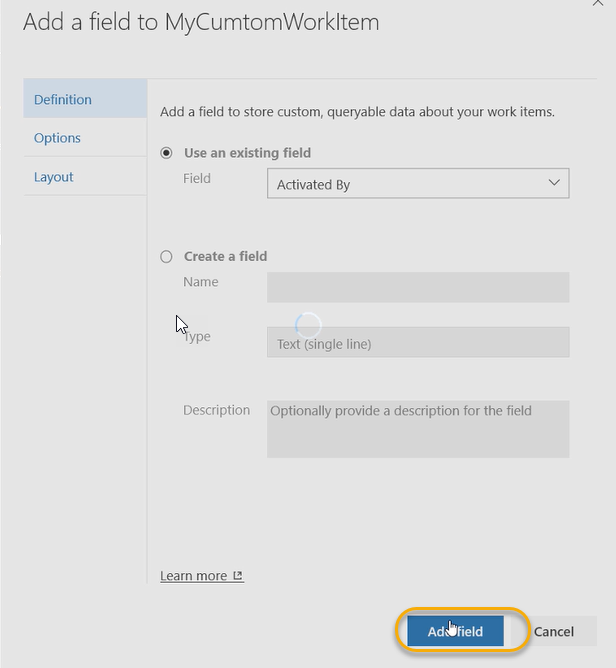 Add a field to MyCumtomWorkItem
Definition
Options
Layout
Add a field to store custom, queryable data about your work items.
Use an existing field
Field
Activated By
Create a field
Name
Type
Text (single line)
Description
Optionally provide a description for the field
Learn more
Add field
Cancel